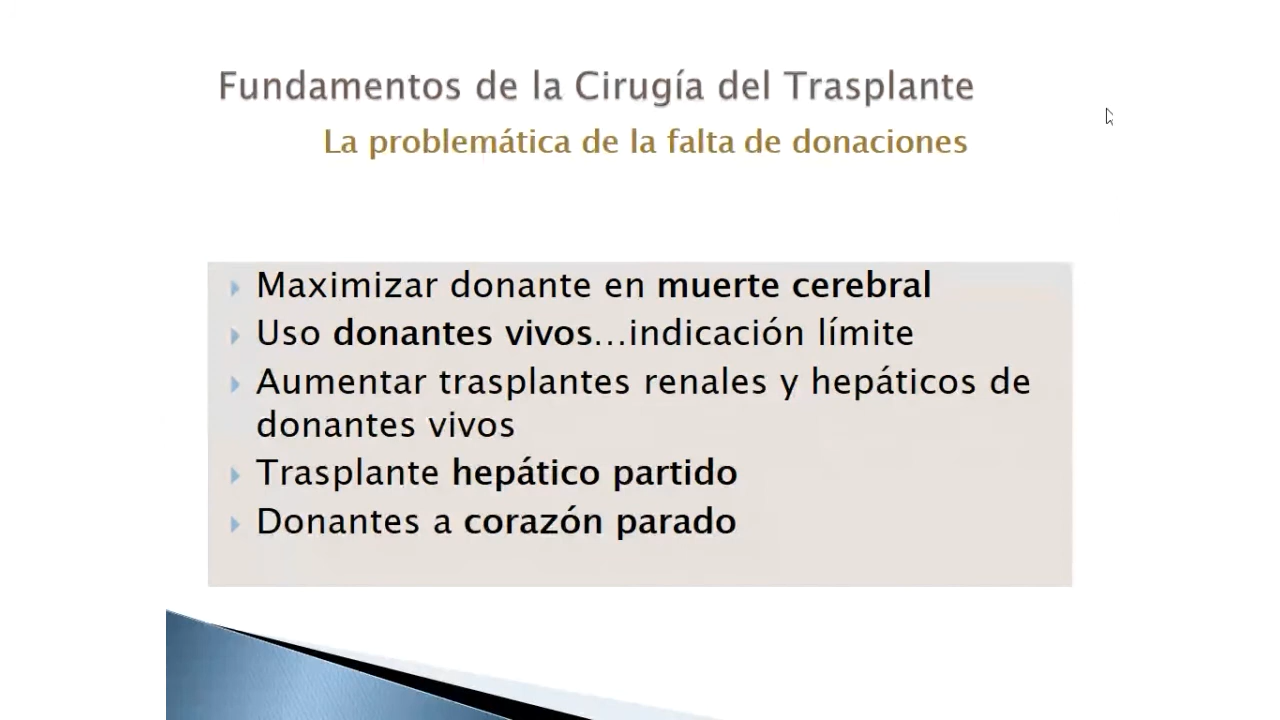 Fundamentos de la Cirugía del Trasplante
La problemática de la falta de donaciones
Maximizar donante en muerte cerebral
Uso donantes vivos...indicación límite
Aumentar trasplantes renales y hepáticos de
donantes vivos
Trasplante hepático partido
Donantes a corazón parado